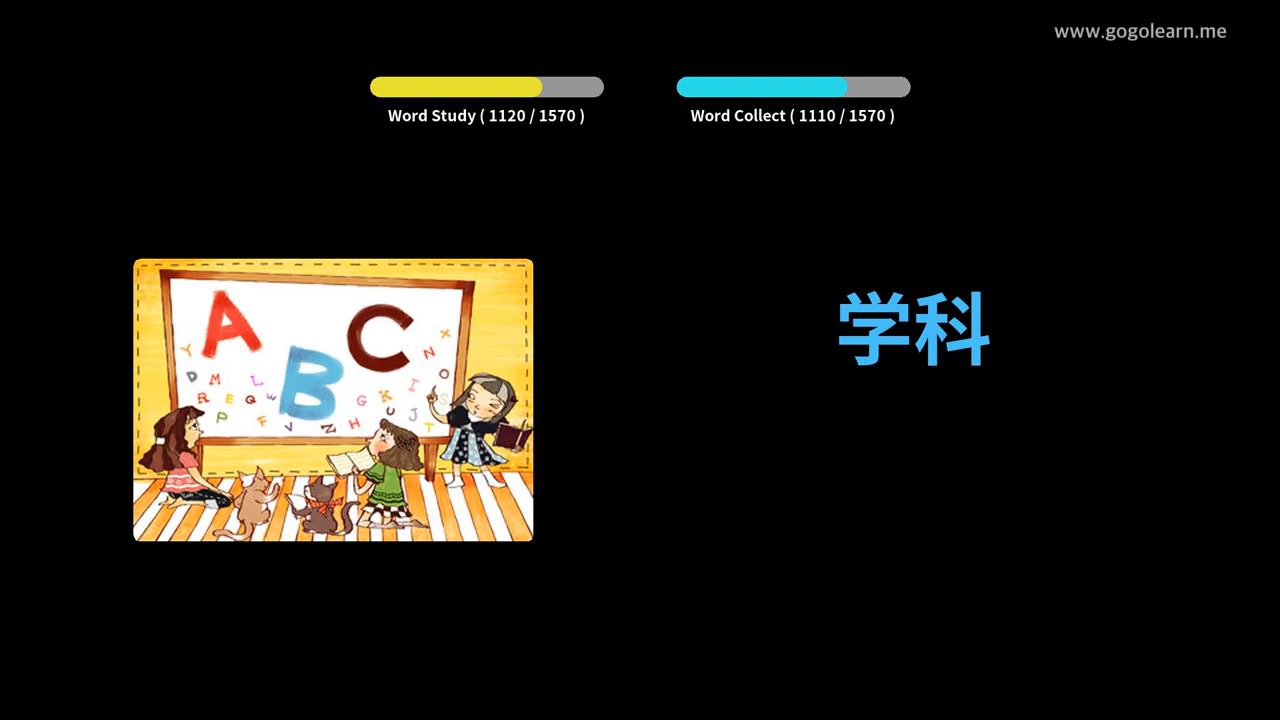 www.gogolearn.me
Word Study ( 1120 / 1570 )
Word Collect ( 1110 / 1570 )
学科
A
B
C
X
Y
N
D
M
L
O
I
R
E
Q
W
G
K
S
P
F
V
Z
H
U
J
T